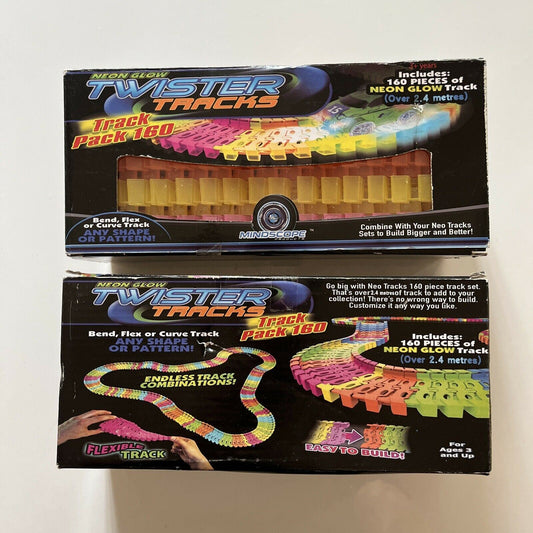 3+ years
Includes:
160 PIECES of
NEON GLOW Track
(Over 2.4 metres)
NEON GLOW
TWISTER
TRACKS
Track
Pack 160
Bend, Flex
or Curve Track
ANY SHAPE
OR PATTERN!
MINDSCOPE
PRODUCTS
Combine With Your Neo Tracks
Sets to Build Bigger and Better!
NEON GLOW
TWISTER
TRACKS
Track
Pack 160
Go big with Neo Tracks 160 piece track set.
That's over 2.4 metres of track to add to your
collection! There's no wrong way to build.
Customize it any way you like.
Bend, Flex or Curve Track
ANY SHAPE
OR PATTERN!
Includes:
160 PIECES of
NEON GLOW Track
(Over 2.4 metres)
ENDLESS TRACK
COMBINATIONS!
FLEXIBLE
TRACK
EASY TO BUILD!
For
Ages 3
and Up